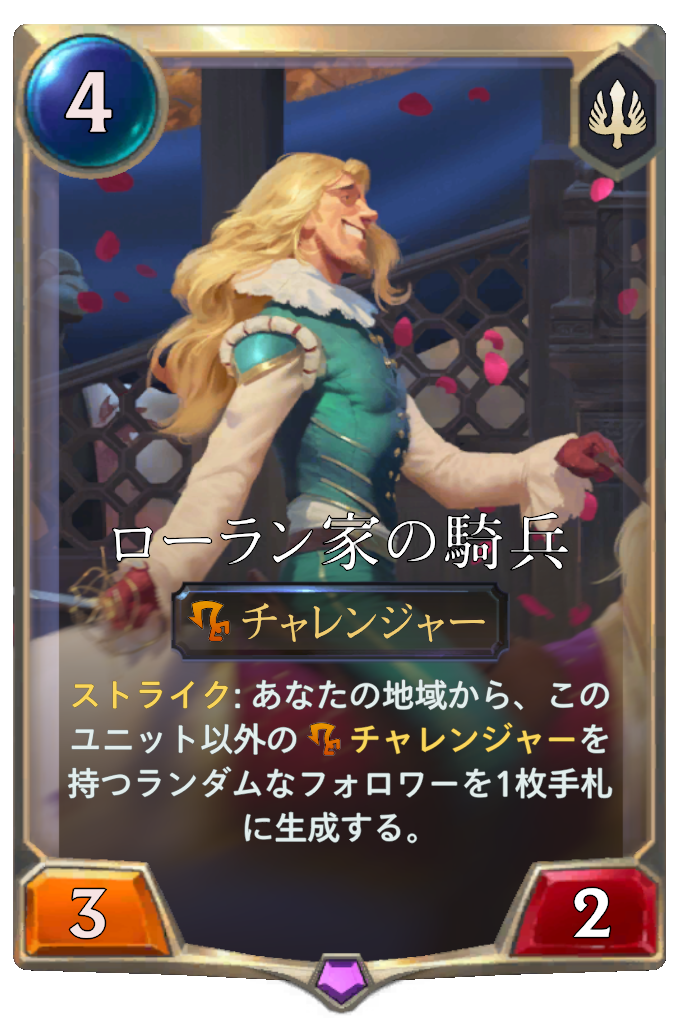 4
ローラン家の騎兵
チャレンジャー
ストライク: あなたの地域から、この
ユニット以外の チャレンジャーを
持つランダムなフォロワーを1枚手札
に生成する。
3
2